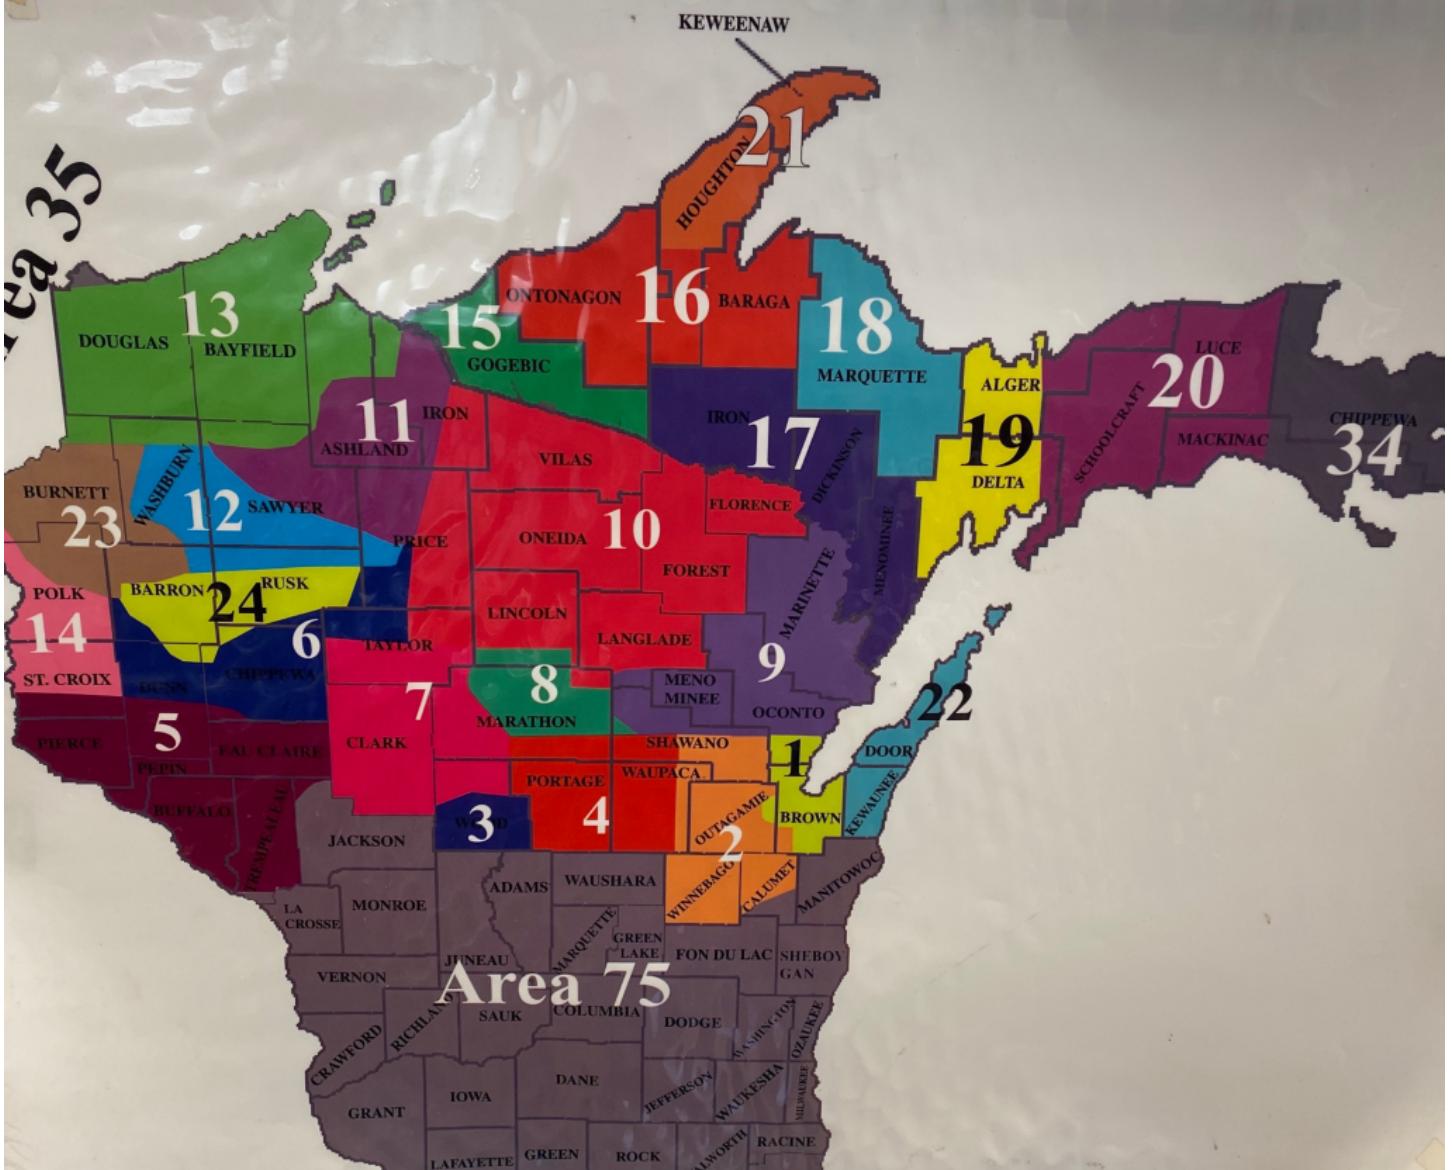 KEWEENAW
21
HOUGHTON
Area 35
13
DOUGLAS
BAYFIELD
15
GOGEBIC
ONTONAGON
16
BARAGA
18
MARQUETTE
ALGER
19
DELTA
LUCE
20
SCHOOLCRAFT
MACKINAC
CHIPPEWA
34
11
IRON
ASHLAND
IRON
17
DICKINSON
MENOMINEE
VILAS
FLORENCE
BURNETT
23
WASHBURN
12
SAWYER
PRICE
ONEIDA
10
FOREST
MARINETTE
POLK
14
ST. CROIX
BARRON
24
RUSK
6
TAYLOR
LINCOLN
LANGLADE
9
DUNN
CHIPPEWA
7
8
MARATHON
MENO
MINEE
OCONTO
22
DOOR
KEWAUNEE
PIERCE
5
PEPIN
EAU CLAIRE
CLARK
SHAWANO
1
BROWN
BUFFALO
TREMPEALEAU
JACKSON
WOOD
3
PORTAGE
4
WAUPACA
OUTAGAMIE
2
WINNEBAGO
CALUMET
MANITOWOC
LA
CROSSE
MONROE
ADAMS
WAUSHARA
MARQUETTE
GREEN
LAKE
FON DU LAC
SHEBOY
GAN
VERNON
JUNEAU
Area 75
CRAWFORD
RICHLAND
SAUK
COLUMBIA
DODGE
WASHINGTON
OZAUKEE
GRANT
IOWA
DANE
JEFFERSON
WAUKESHA
MILWAUKEE
LAFAYETTE
GREEN
ROCK
ALWORTH
RACINE